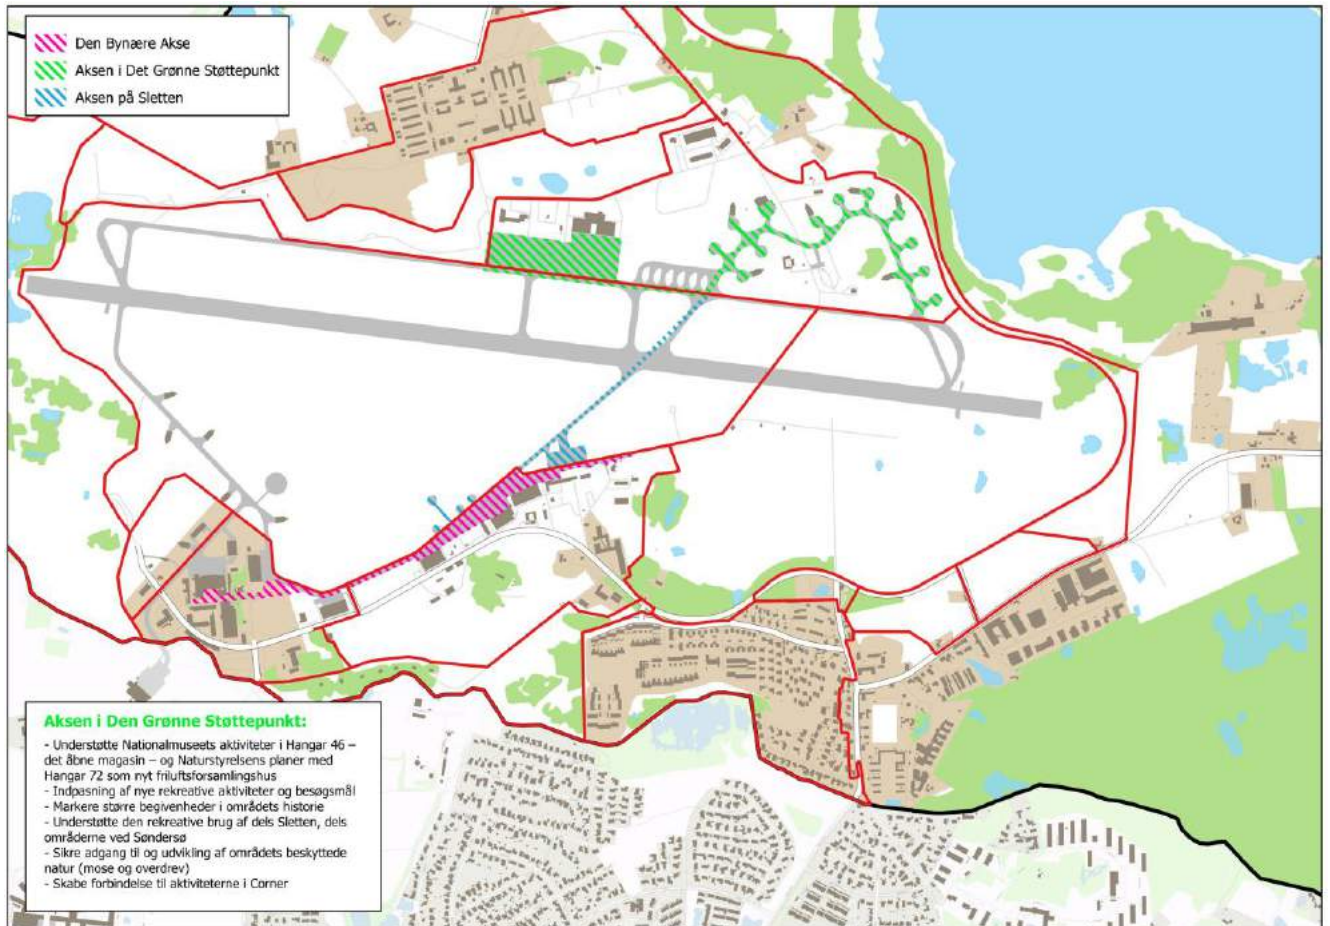 Den Bynære Akse
Aksen i Det Grønne Støttepunkt
Aksen på Sletten
Aksen i Den Grønne Støttepunkt:
- Understøtte Nationalmuseets aktiviteter i Hangar 46 –
det åbne magasin – og Naturstyrelsens planer med
Hangar 72 som nyt friluftsforsamlingshus
- Indpasning af nye rekreative aktiviteter og besøgsmål
- Markere større begivenheder i områdets historie
- Understøtte den rekreative brug af dels Sletten, dels
områderne ved Søndersø
- Sikre adgang til og udvikling af områdets beskyttede
natur (mose og overdrev)
- Skabe forbindelse til aktiviteterne i Corner